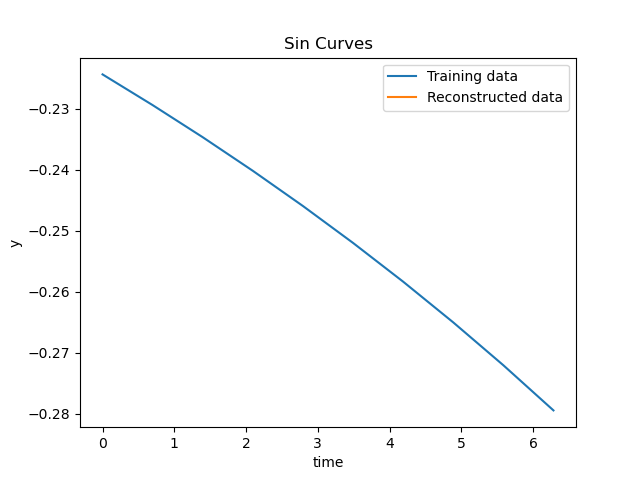 Sin Curves
Training data
Reconstructed data
y
−0.23
−0.24
−0.25
−0.26
−0.27
−0.28
0 1 2 3 4 5 6
time